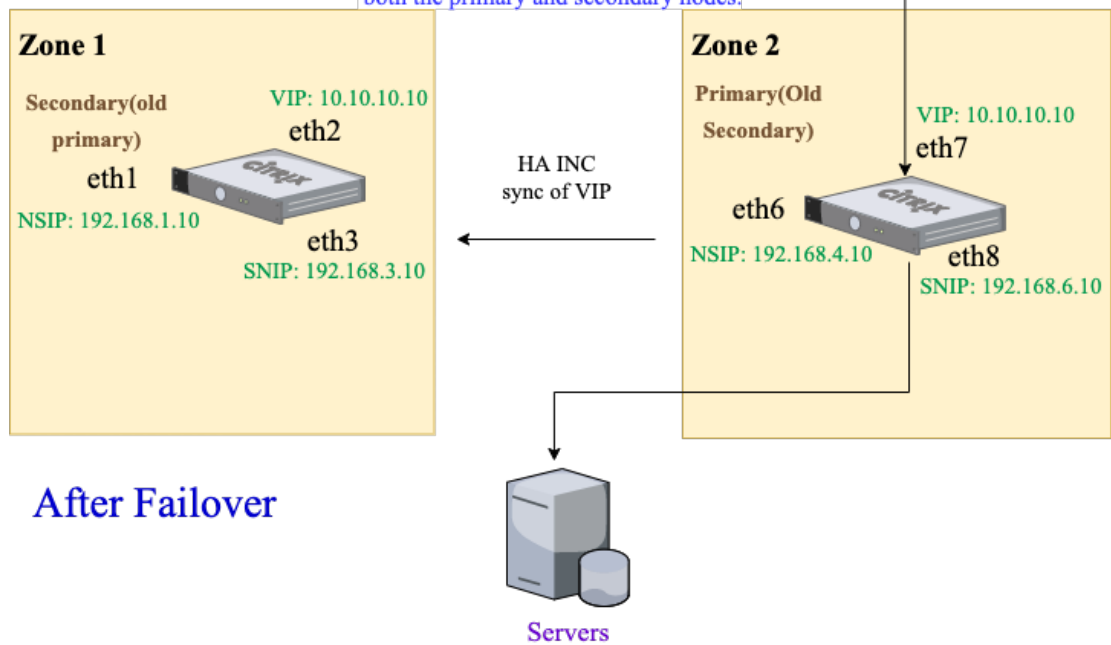 both the primary and secondary nodes.
Zone 1
Secondary(old
primary)
VIP: 10.10.10.10
eth2
eth1
CITRIX
NSIP: 192.168.1.10
eth3
SNIP: 192.168.3.10
HA INC
sync of VIP
Zone 2
Primary(Old
Secondary)
VIP: 10.10.10.10
eth7
eth6
CITRIX
NSIP: 192.168.4.10
eth8
SNIP: 192.168.6.10
After Failover
Servers